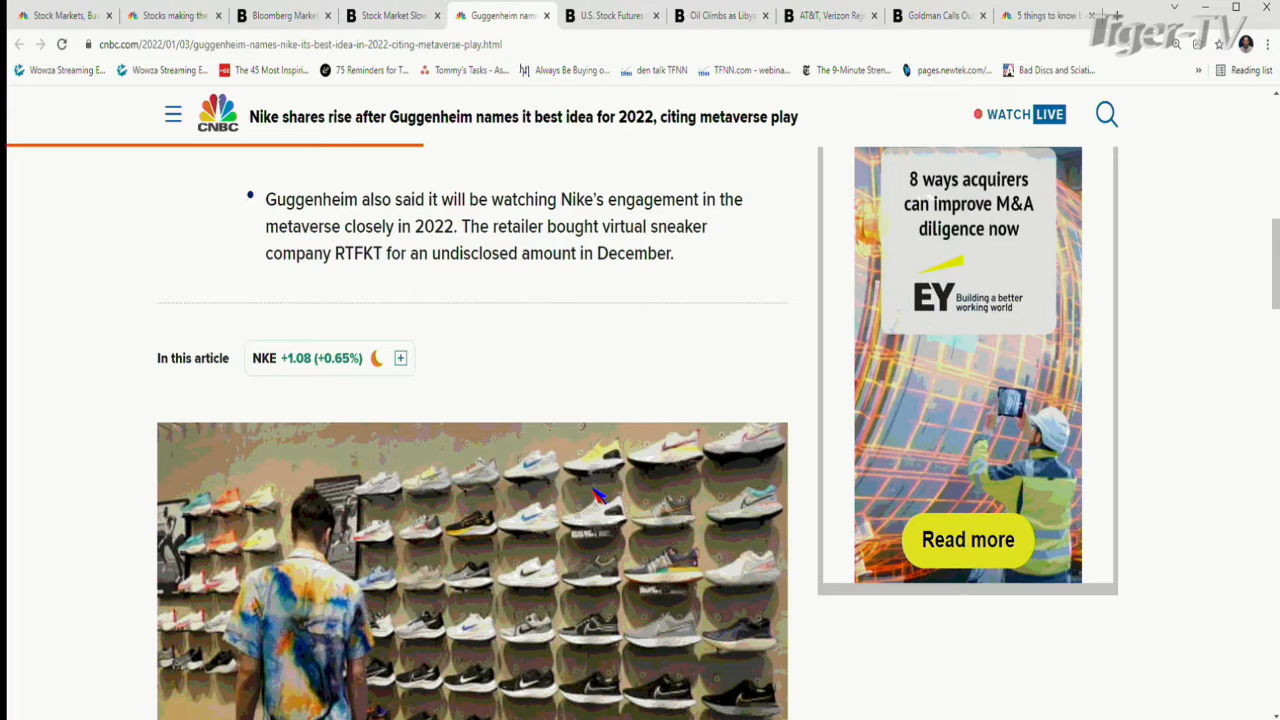 Stock Markets, Bu
Stocks making the
Bloomberg Market
Stock Market Slow
Guggenheim name
U.S. Stock Futures
Oil Climbs as Libya
AT&T, Verizon Rej
Goldman Calls Ou
5 things to know b
Tiger-TV
cnbc.com/2022/01/03/guggenheim-names-nike-its-best-idea-in-2022-citing-metaverse-play.html
Wowza Streaming E...
Wowza Streaming E...
The 45 Most Inspiri...
75 Reminders for T...
Tommy's Tasks - As...
Always Be Buying o...
den talk TFNN
TFNN.com - webina...
The 9-Minute Stren...
pages.newtek.com/...
Bad Discs and Sciati...
»
Reading list
CNBC
Nike shares rise after Guggenheim names it best idea for 2022, citing metaverse play
WATCH LIVE
• Guggenheim also said it will be watching Nike's engagement in the
metaverse closely in 2022. The retailer bought virtual sneaker
company RTFKT for an undisclosed amount in December.
In this article
NKE +1.08 (+0.65%)
8 ways acquirers
can improve M&A
diligence now
EY
Building a better
working world
Read more